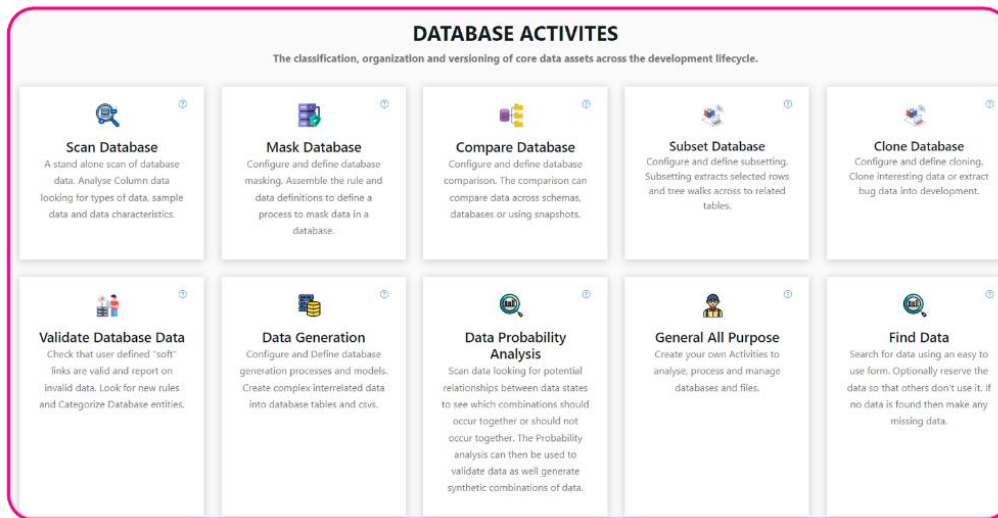 DATABASE ACTIVITES
The classification, organization and versioning of core data assets across the development lifecycle.
Scan Database
A stand alone scan of database
data. Analyse Column data
looking for types of data, sample
data and data characteristics.
Mask Database
Configure and define database
masking. Assemble the rule and
data definitions to define a
process to mask data in a
database.
Compare Database
Configure and define database
comparison. The comparison can
compare data across schemas,
databases or using snapshots.
Subset Database
Configure and define subsetting.
Subsetting extracts selected rows
and tree walks across to related
tables.
Clone Database
Configure and define cloning.
Clone interesting data or extract
bug data into development.
Validate Database Data
Check that user defined "soft"
links are valid and report on
invalid data. Look for new rules
and Categorize Database entities.
Data Generation
Configure and Define database
generation processes and models.
Create complex interrelated data
into database tables and csvs.
Data Probability
Analysis
Scan data looking for potential
relationships between data states
to see which combinations should
occur together or should not
occur together. The Probability
analysis can then be used to
validate data as well generate
synthetic combinations of data.
General All Purpose
Create your own Activities to
analyse, process and manage
databases and files.
Find Data
Search for data using an easy to
use form. Optionally reserve the
data so that others don't use it. If
no data is found then make any
missing data.